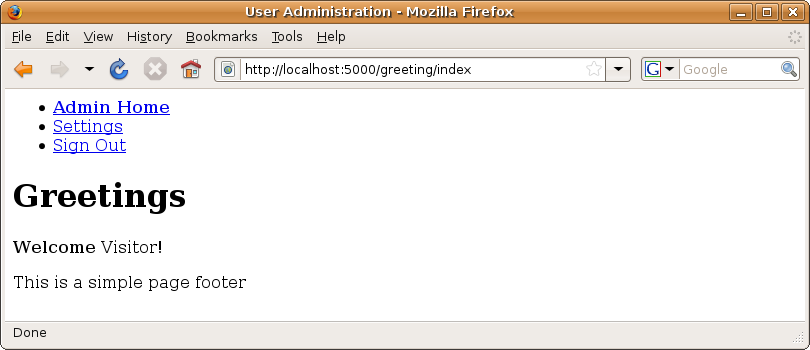 User Administration - Mozilla Firefox
File Edit View History Bookmarks Tools Help
http://localhost:5000/greeting/index G Google
Admin Home
Settings
Sign Out
Greetings
Welcome Visitor!
This is a simple page footer
Done